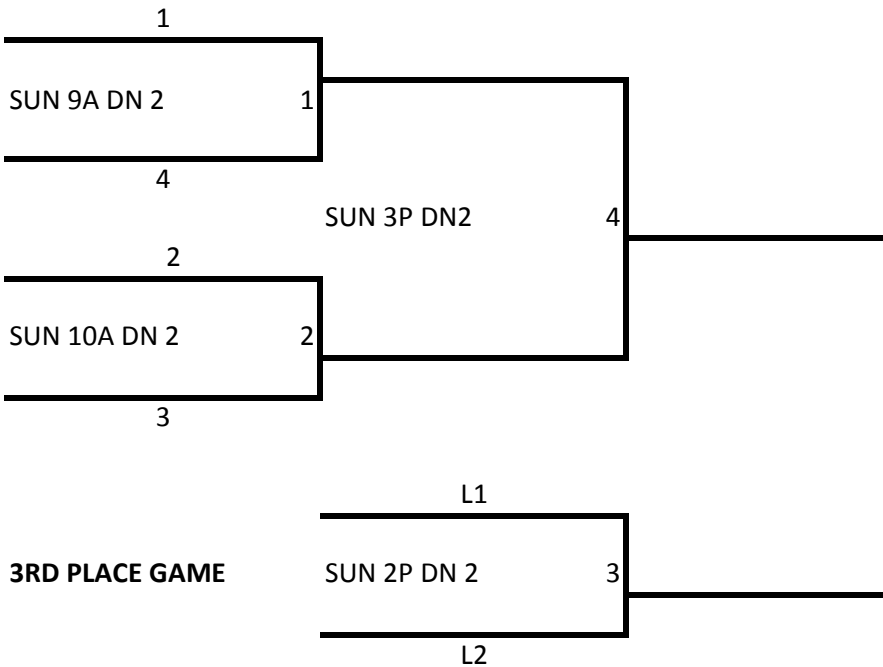 1
SUN 9A DN 2
1
4
SUN 3P DN2
4
2
SUN 10A DN 2
2
3
L1
3RD PLACE GAME
SUN 2P DN 2
3
L2